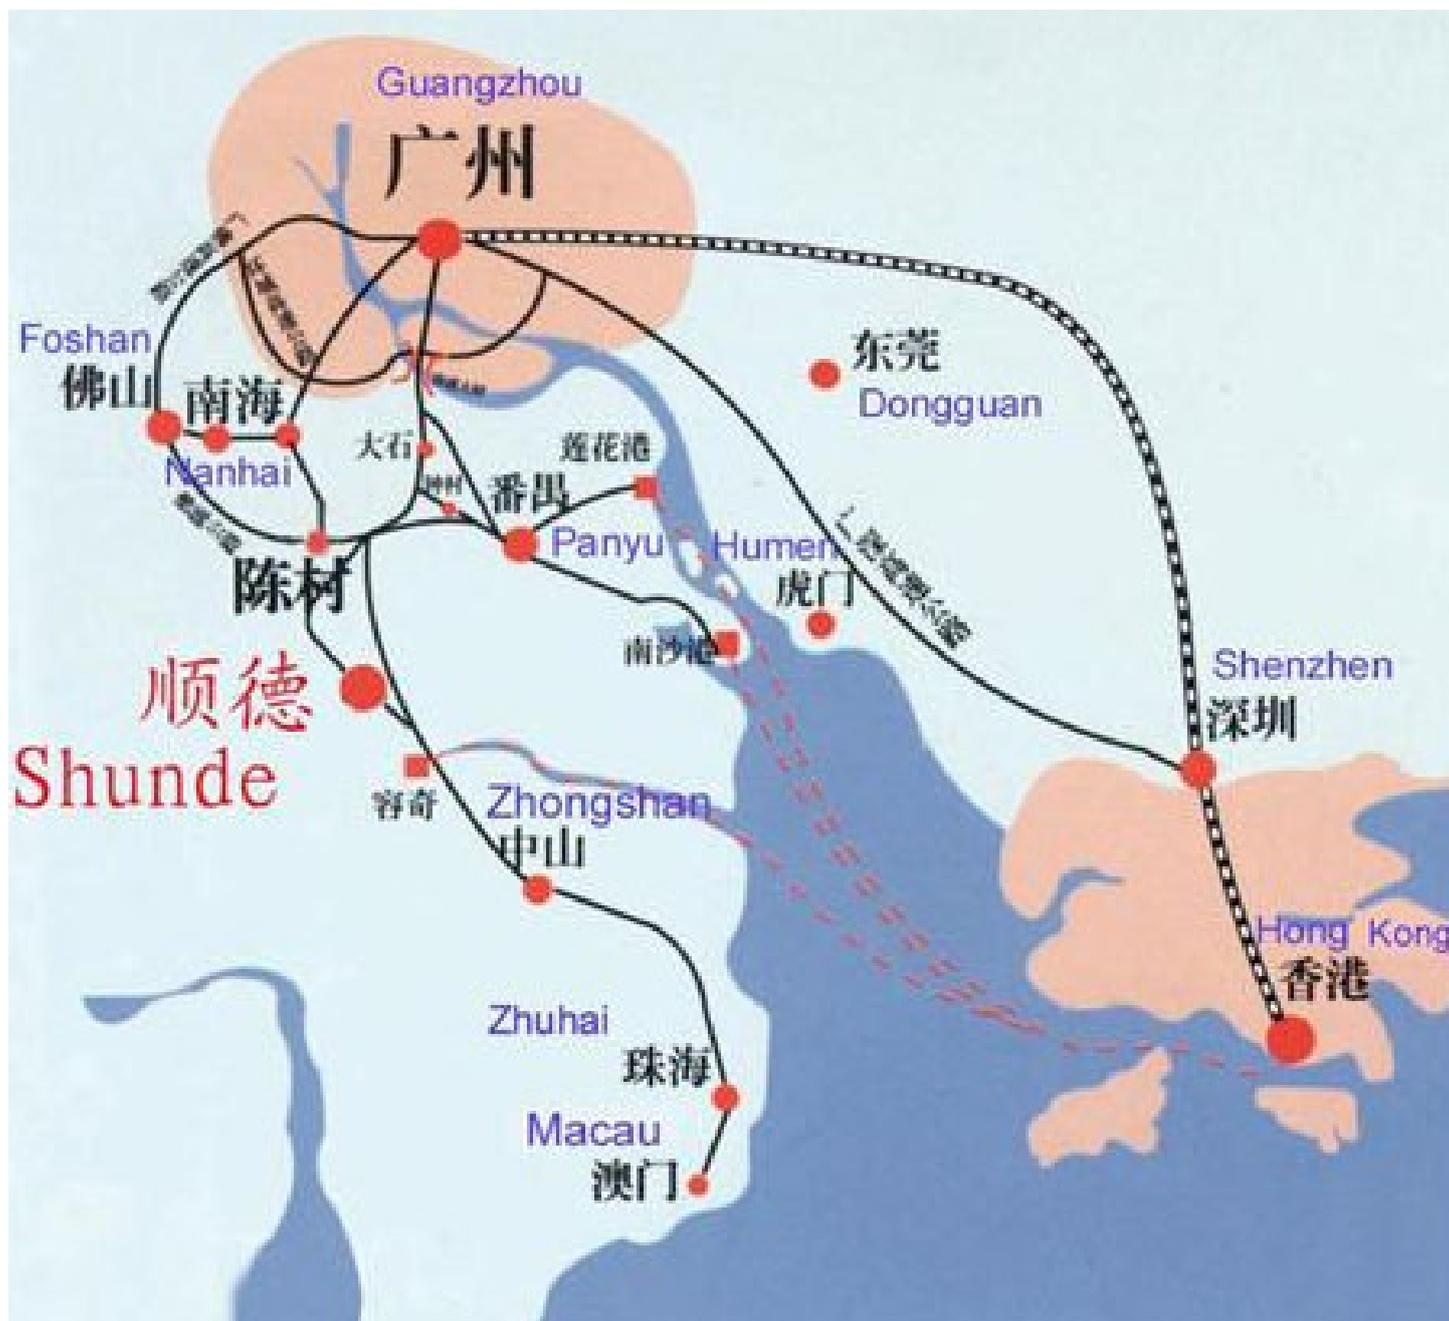 Guangzhou
广州
Foshan
佛山
南海
Nanhai
东莞
Dongguan
大石
莲花港
钟村
番禺
Panyu
Humen
虎门
陈村
南沙港
顺德
Shunde
Shenzhen
深圳
容奇
Zhongshan
中山
Hong Kong
香港
Zhuhai
珠海
Macau
澳门